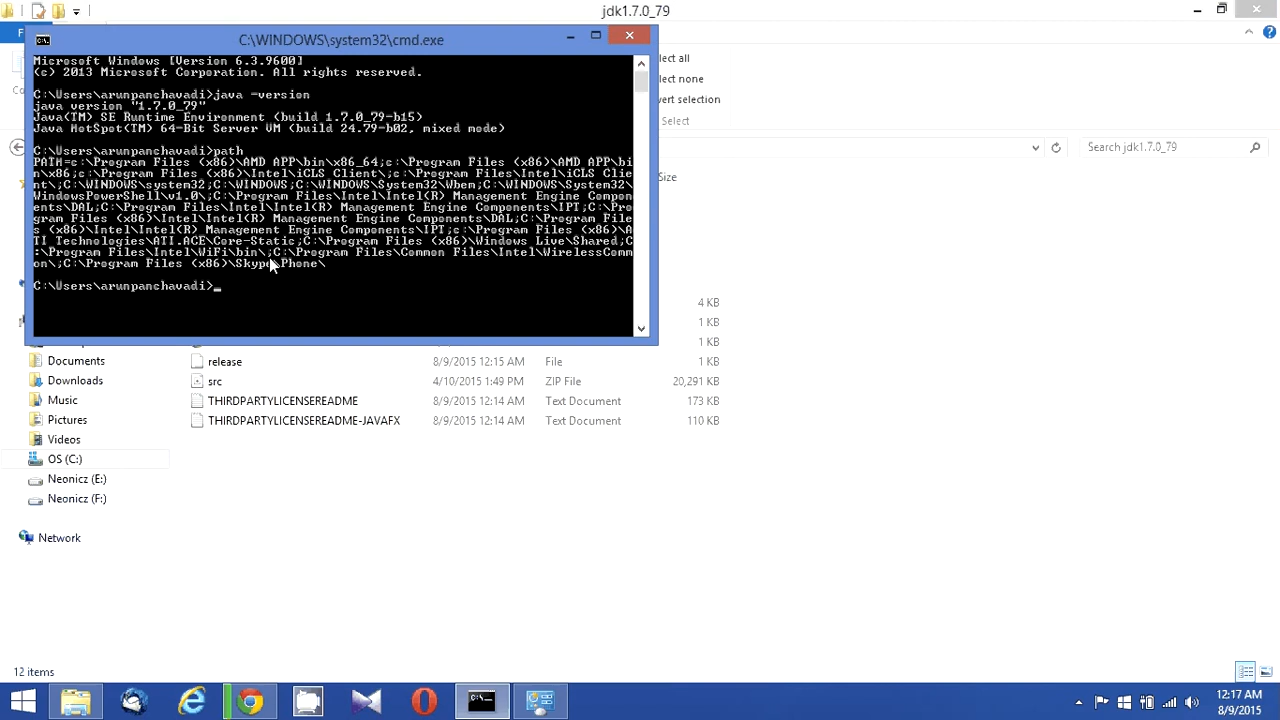 jdk1.7.0_79
F
C:\WINDOWS\system32\cmd.exe
Microsoft Windows [Version 6.3.9600]
(c) 2013 Microsoft Corporation. All rights reserved.
C:\Users\arunpanchavadi>java =version
java version "1.7.0_79"
Java(TM) SE Runtime Environment (build 1.7.0_79-b15)
Java HotSpot(TM) 64-Bit Server VM (build 24.79-b02, mixed mode)
C:\Users\arunpanchavadi>path
PATH=c:\Program Files (x86)\AMD APP\bin\x86_64;c:\Program Files (x86)\AMD APP\bi
n\x86;c:\Program Files (x86)\Intel\iCLS Client\;c:\Program Files\Intel\iCLS Clie
nt\;C:\WINDOWS\system32;C:\WINDOWS;C:\WINDOWS\System32\Wbem;C:\WINDOWS\System32\
WindowsPowerShell\v1.0\;C:\Program Files\Intel\Intel(R) Management Engine Compon
ents\DAL;C:\Program Files\Intel\Intel(R) Management Engine Components\IPT;C:\Pro
gram Files (x86)\Intel\Intel(R) Management Engine Components\DAL;C:\Program File
s (x86)\Intel\Intel(R) Management Engine Components\IPT;c:\Program Files (x86)\A
TI Technologies\ATI.ACE\Core-Static;C:\Program Files (x86)\Windows Live\Shared;C
:\Program Files\Intel\WiFi\bin\;C:\Program Files\Common Files\Intel\WirelessComm
on\;C:\Program Files (x86)\Skype\Phone\
C:\Users\arunpanchavadi>_
Co
lect all
lect none
vert selection
Select
Search jdk1.7.0_79
Size
4 KB
1 KB
1 KB
release 8/9/2015 12:15 AM File 1 KB
src 4/10/2015 1:49 PM ZIP File 20,291 KB
THIRDPARTYLICENSEREADME 8/9/2015 12:14 AM Text Document 173 KB
THIRDPARTYLICENSEREADME-JAVAFX 8/9/2015 12:14 AM Text Document 110 KB
Documents
Downloads
Music
Pictures
Videos
OS (C:)
Neonicz (E:)
Neonicz (F:)
Network
12 items
12:17 AM
8/9/2015